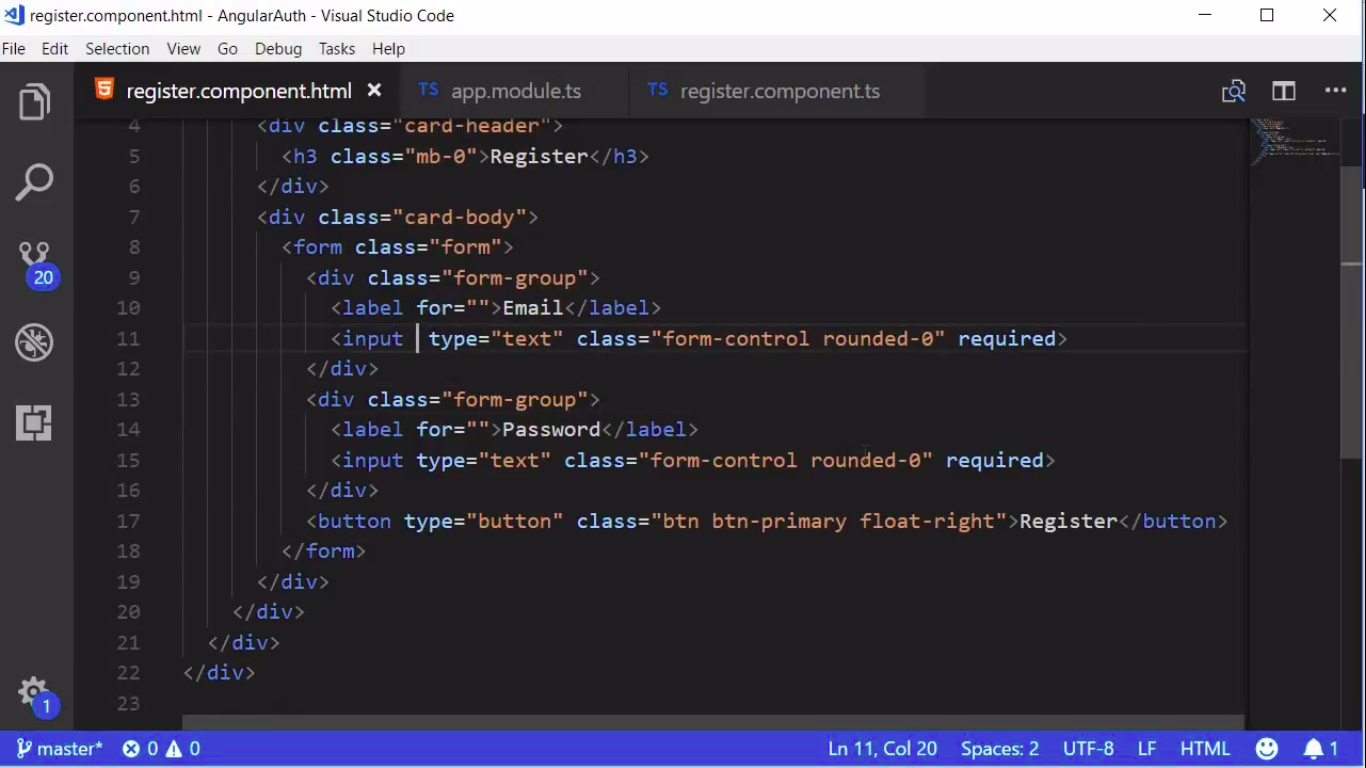 register.component.html - AngularAuth - Visual Studio Code
File Edit Selection View Go Debug Tasks Help
register.component.html TS app.module.ts TS register.component.ts
4 <div class="card-header">
5 <h3 class="mb-0">Register</h3>
6 </div>
7 <div class="card-body">
8 <form class="form">
9 <div class="form-group">
10 <label for="">Email</label>
11 <input type="text" class="form-control rounded-0" required>
12 </div>
13 <div class="form-group">
14 <label for="">Password</label>
15 <input type="text" class="form-control rounded-0" required>
16 </div>
17 <button type="button" class="btn btn-primary float-right">Register</button>
18 </form>
19 </div>
20 </div>
21 </div>
22 </div>
23
20
1
master* 0 0 Ln 11, Col 20 Spaces: 2 UTF-8 LF HTML 1